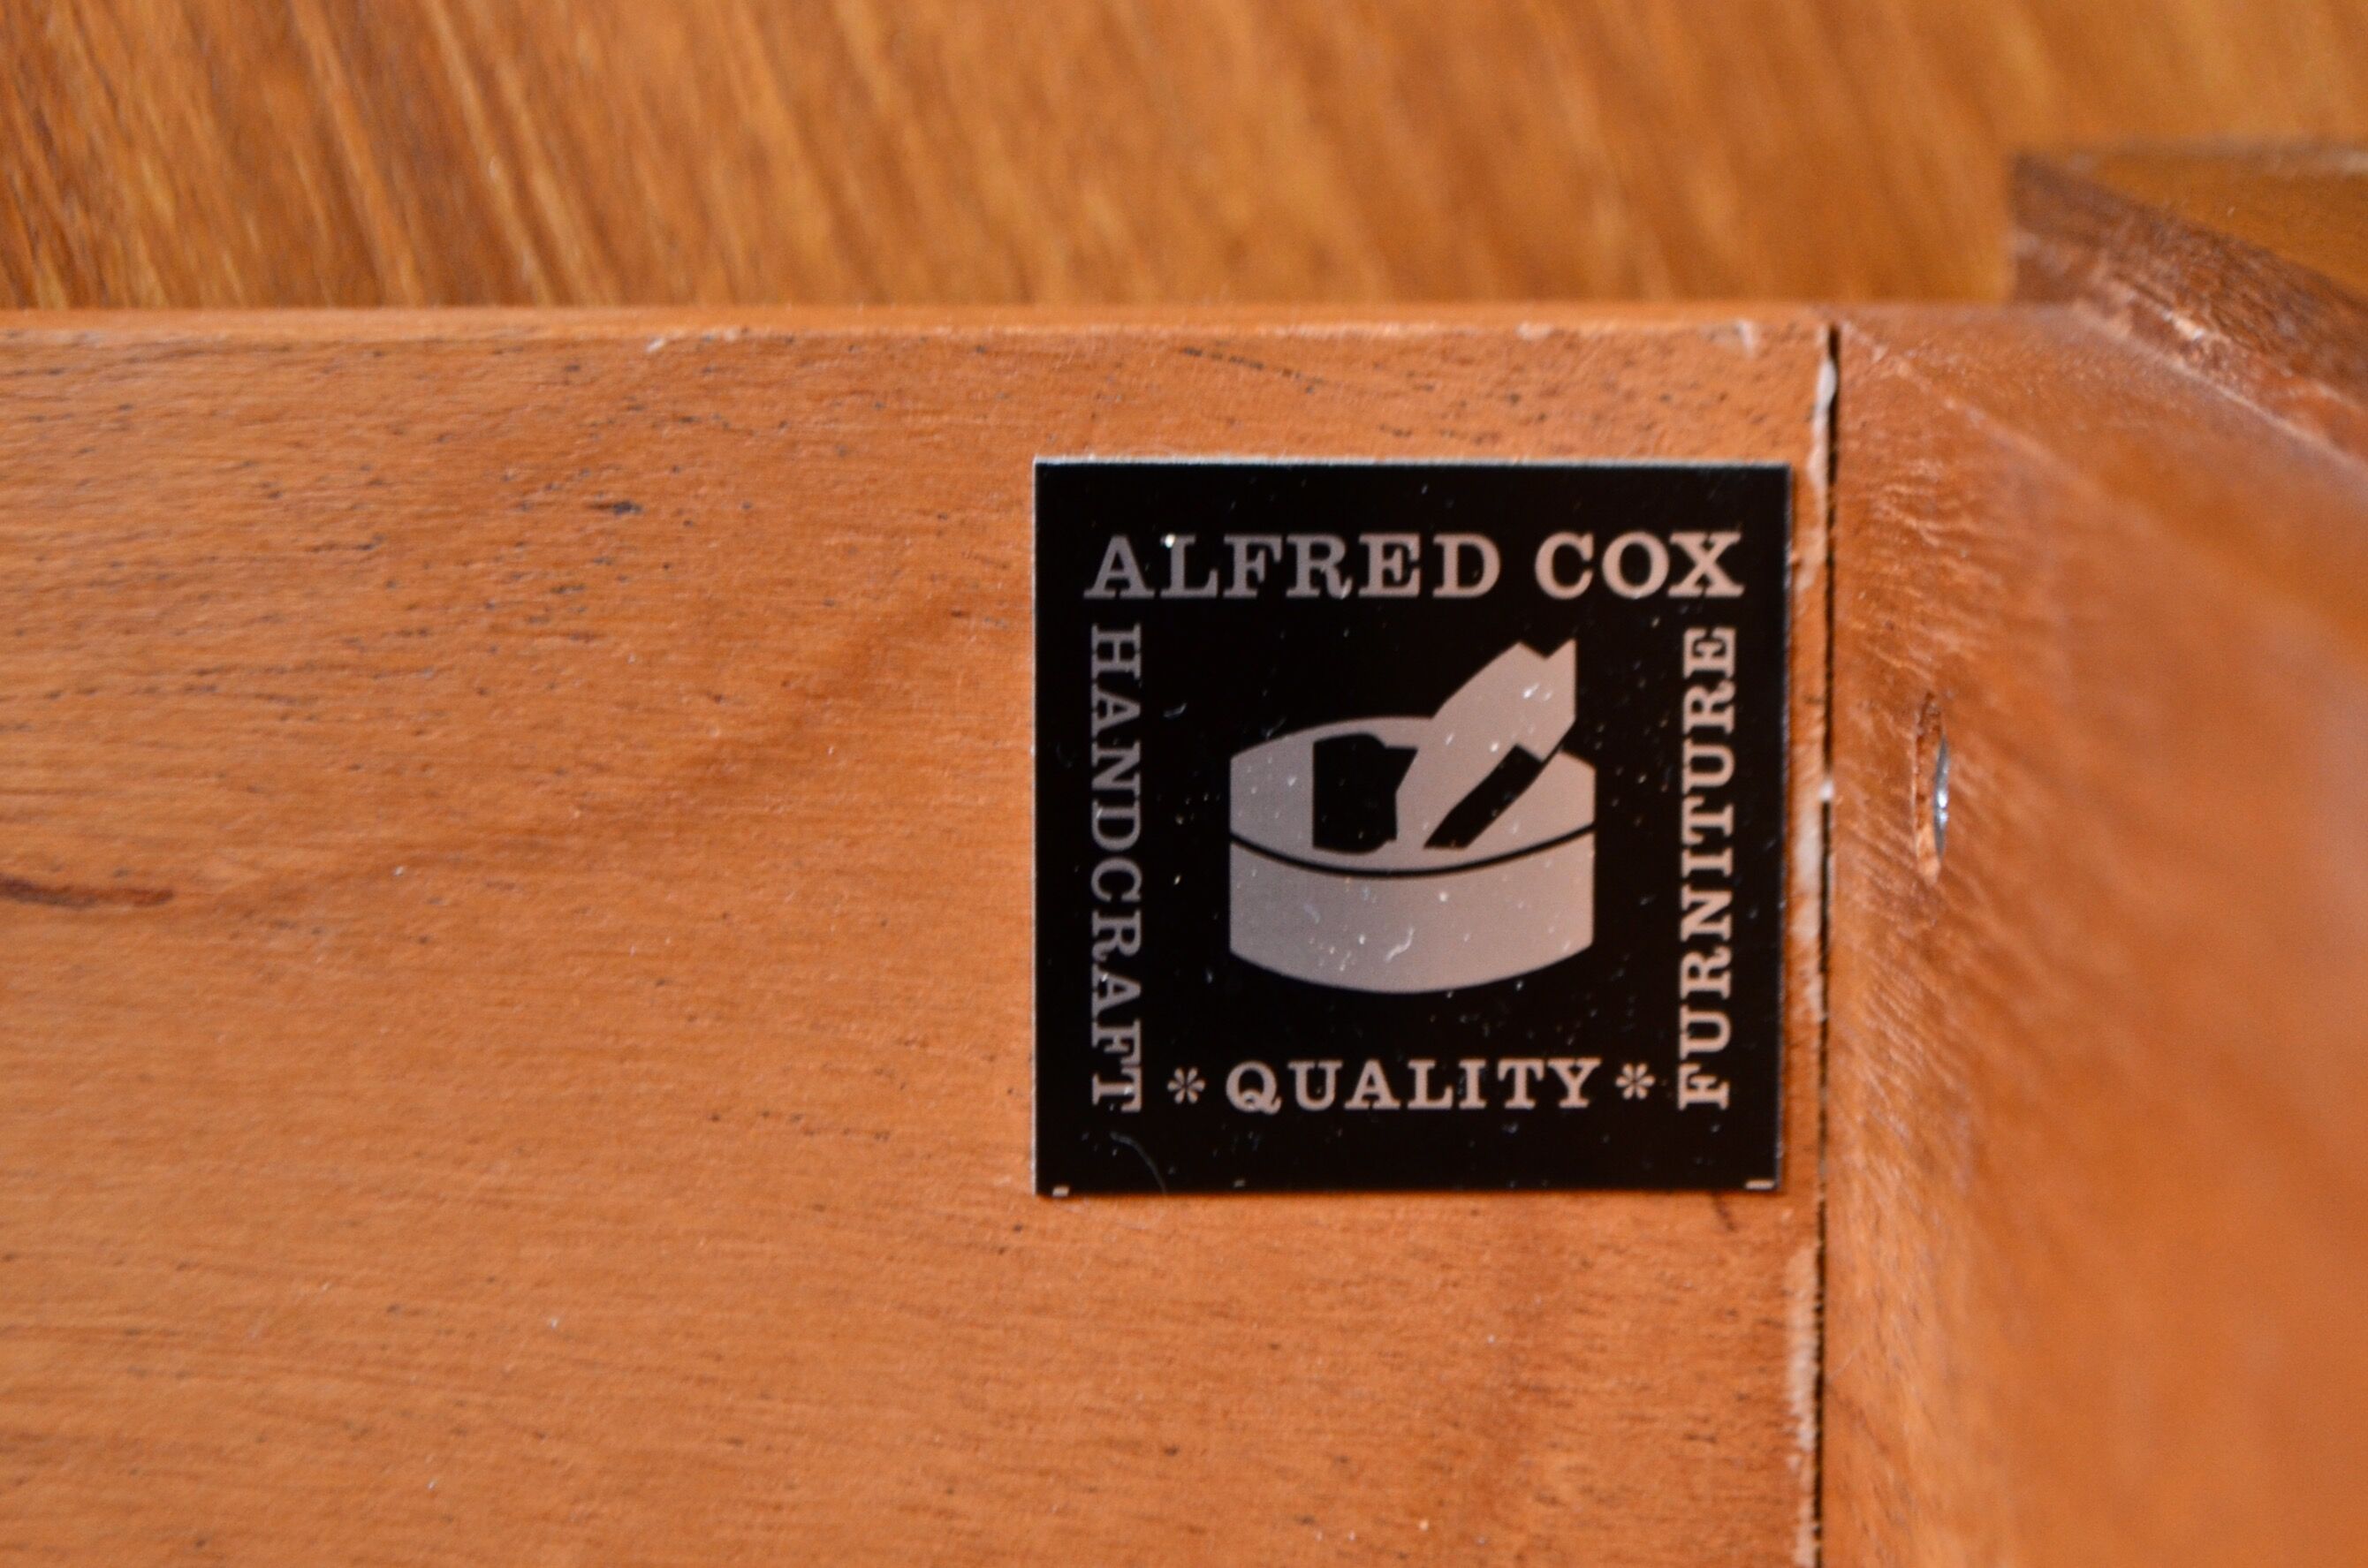 ALFRED COX
HANDCRAFT
FURNITURE
* QUALITY *